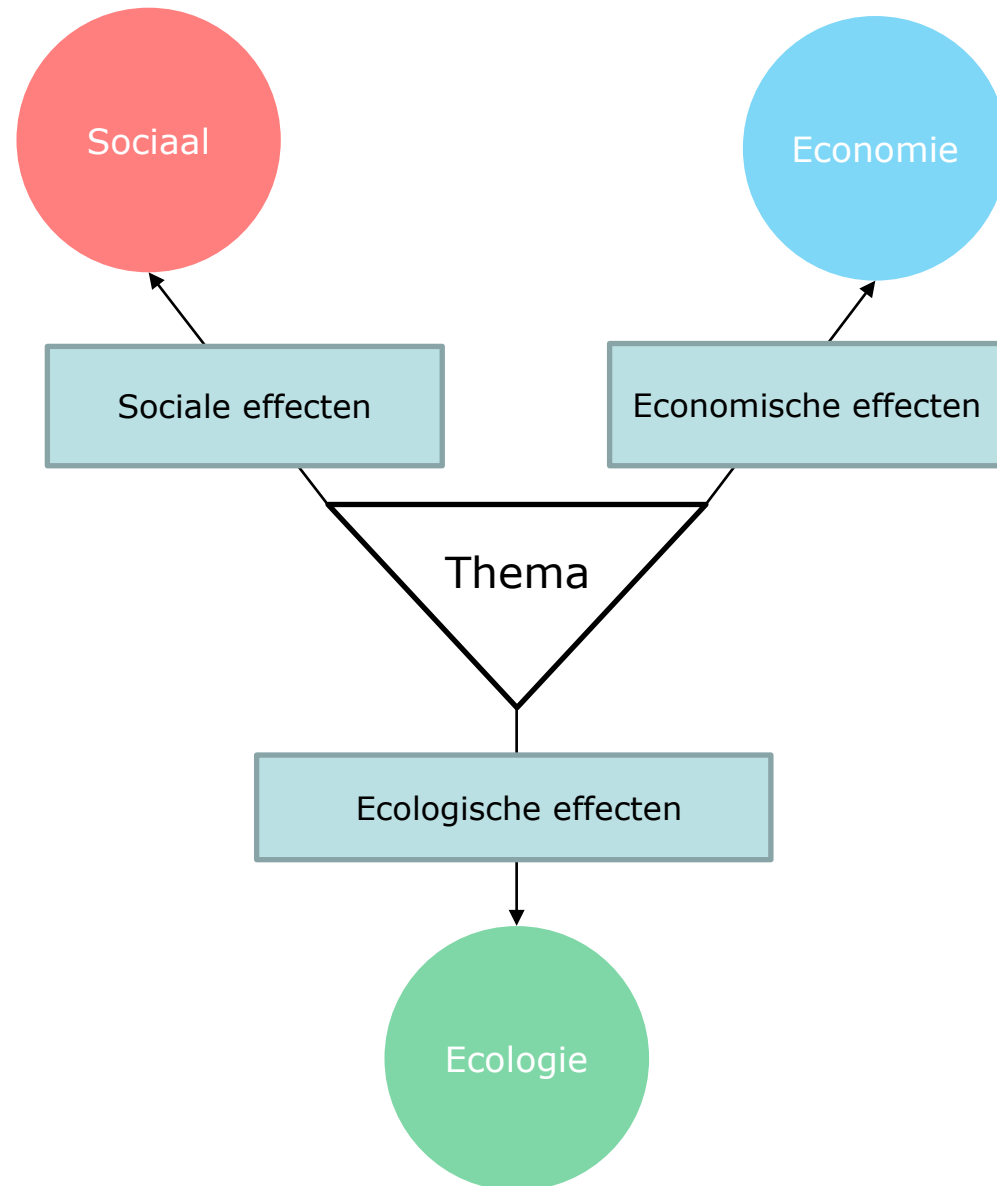 Sociaal
Economie
Sociale effecten
Economische effecten
Thema
Ecologische effecten
Ecologie